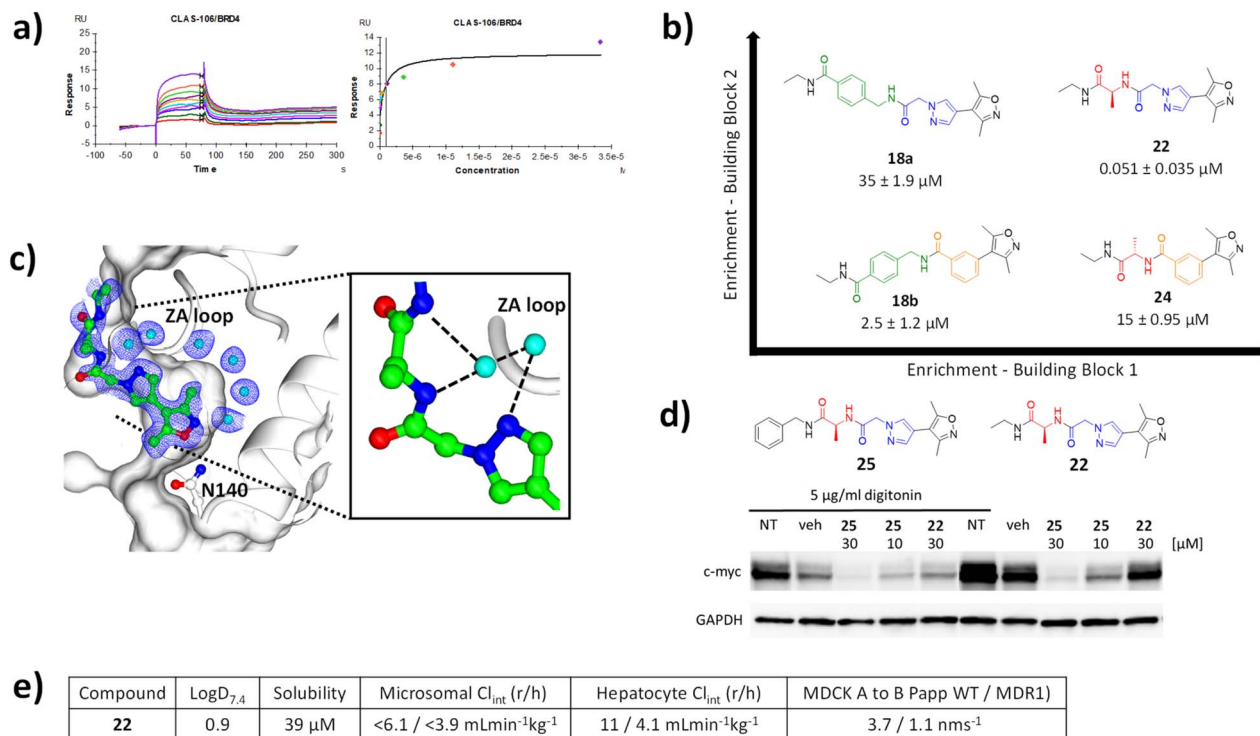 a)
RU
CLAS-106/BRD4
25
20
15
10
5
0
-5
-100 -50 0 50 100 150 200 250 300
Response
Time
s
RU
CLAS-106/BRD4
14
12
10
8
6
4
2
0
0 5e-6 1e-5 1.5e-5 2e-5 2.5e-5 3e-5 3.5e-5
Response
Concentration
b)
Enrichment - Building Block 2
18a
35 ± 1.9 µM
22
0.051 ± 0.035 µM
18b
2.5 ± 1.2 µM
24
15 ± 0.95 µM
Enrichment - Building Block 1
c)
ZA loop
N140
ZA loop
d)
25
22
5 µg/ml digitonin
NT veh 25 25 22 NT veh 25 25 22
30 10 30 30 10 30 [µM]
c-myc
GAPDH
e)
Compound LogD7.4 Solubility Microsomal Clint (r/h) Hepatocyte Clint (r/h) MDCK A to B Papp WT / MDR1)
22 0.9 39 µM <6.1 / <3.9 mLmin-1kg-1 11 / 4.1 mLmin-1kg-1 3.7 / 1.1 nms-1